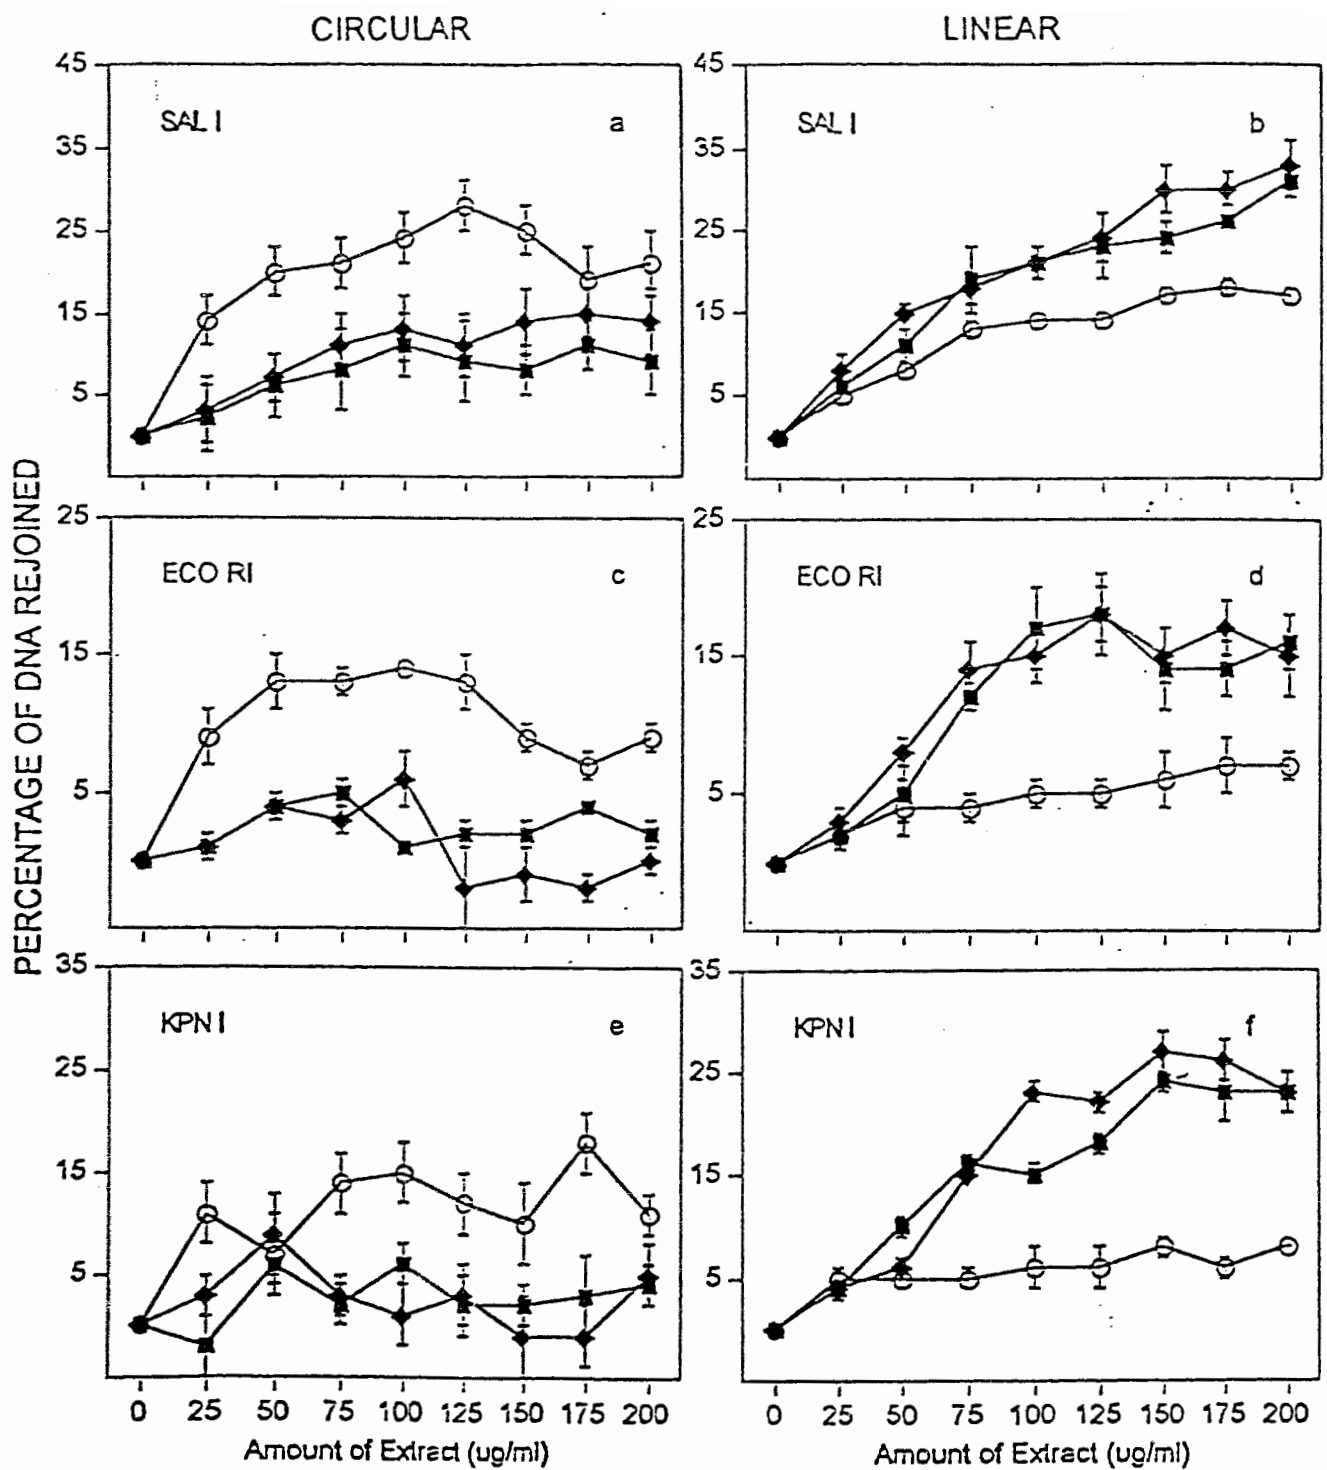 CIRCULAR
LINEAR
PERCENTAGE OF DNA REJOINED
45
35
25
15
5
SAL I
a
45
35
25
15
5
SAL I
b
25
15
5
ECO RI
c
25
15
5
ECO RI
d
35
25
15
5
KPN I
e
0 25 50 75 100 125 150 175 200
Amount of Extract (ug/ml)
35
25
15
5
KPN I
f
0 25 50 75 100 125 150 175 200
Amount of Extract (ug/ml)